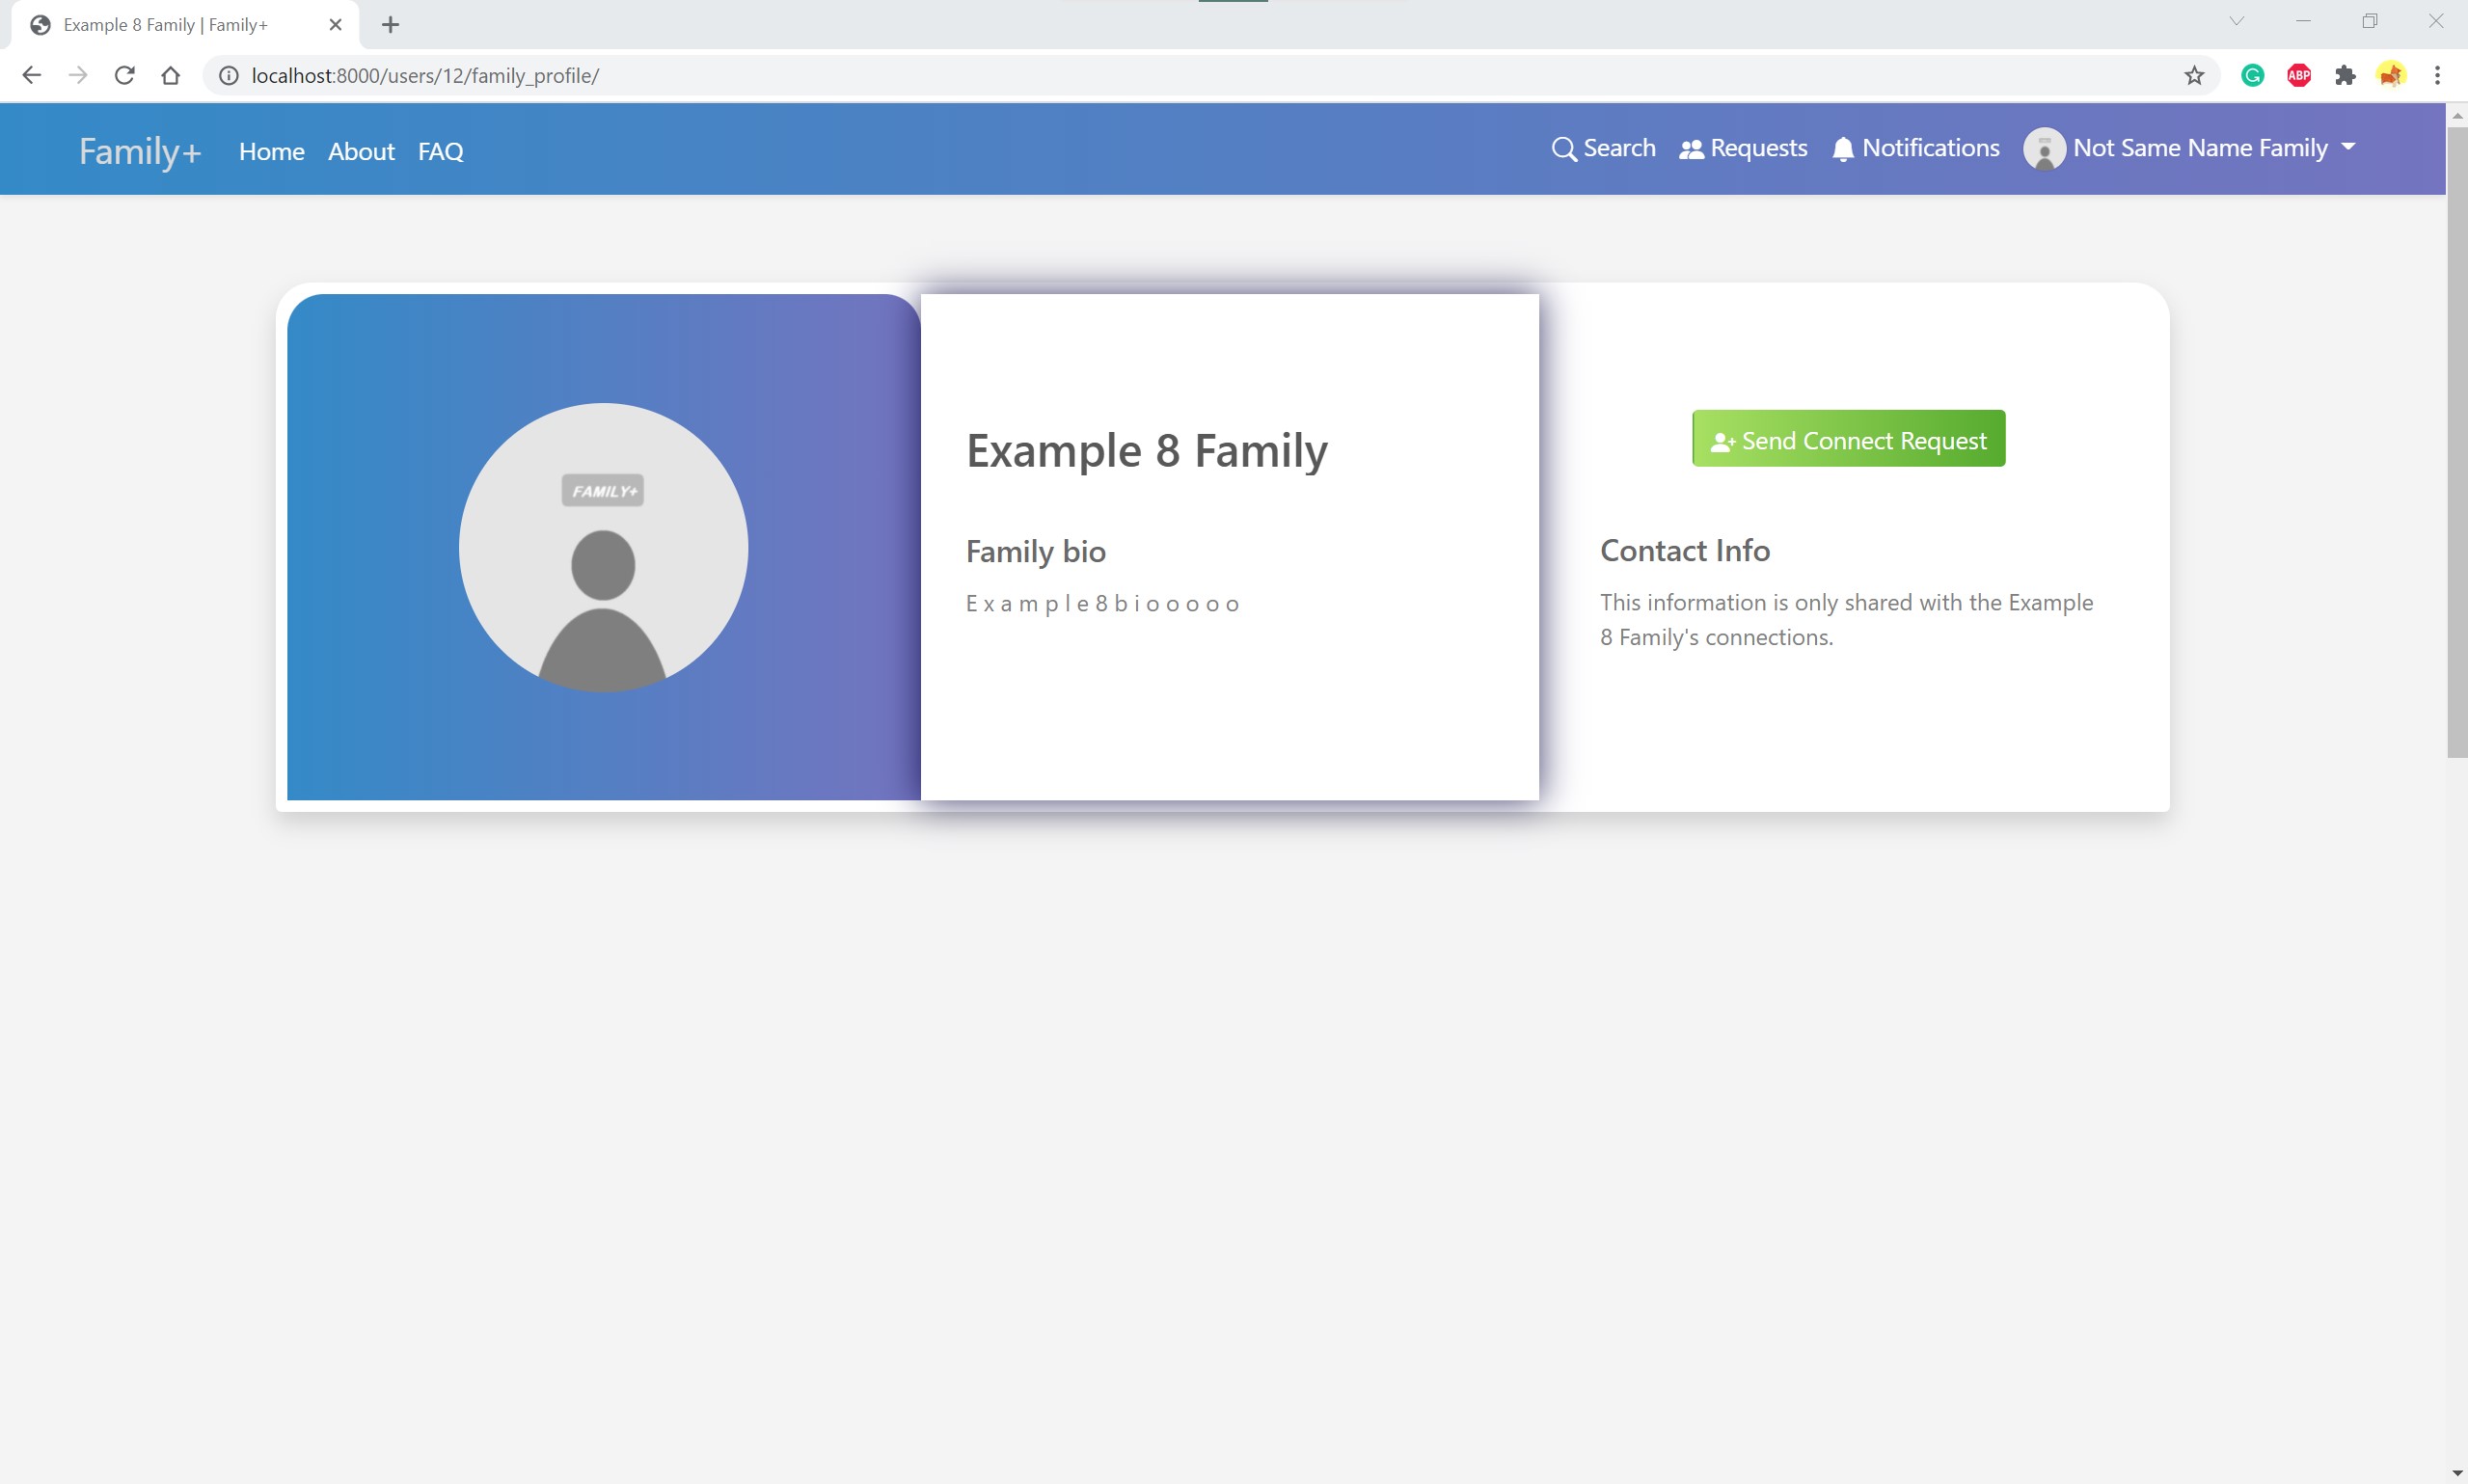 Example 8 Family | Family+
localhost:8000/users/12/family_profile/
ABP
Family+ Home About FAQ Search Requests Notifications Not Same Name Family
FAMILY+
Example 8 Family
Family bio
E x a m p l e 8 b i o o o o o
Send Connect Request
Contact Info
This information is only shared with the Example
8 Family's connections.